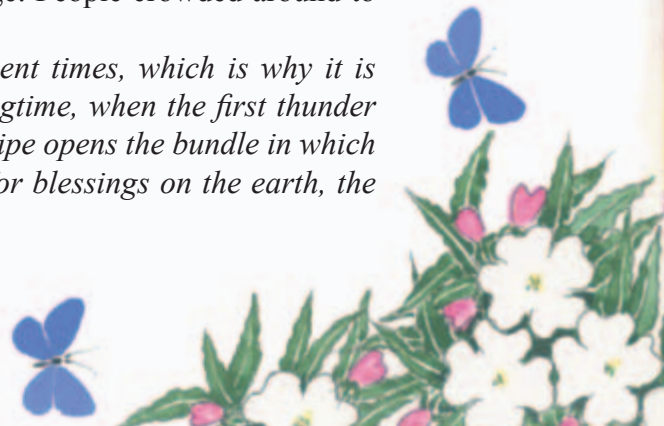 People crowded around to
ent times, which is why it is
gtime, when the first thunder
ipe opens the bundle in which
or blessings on the earth, the